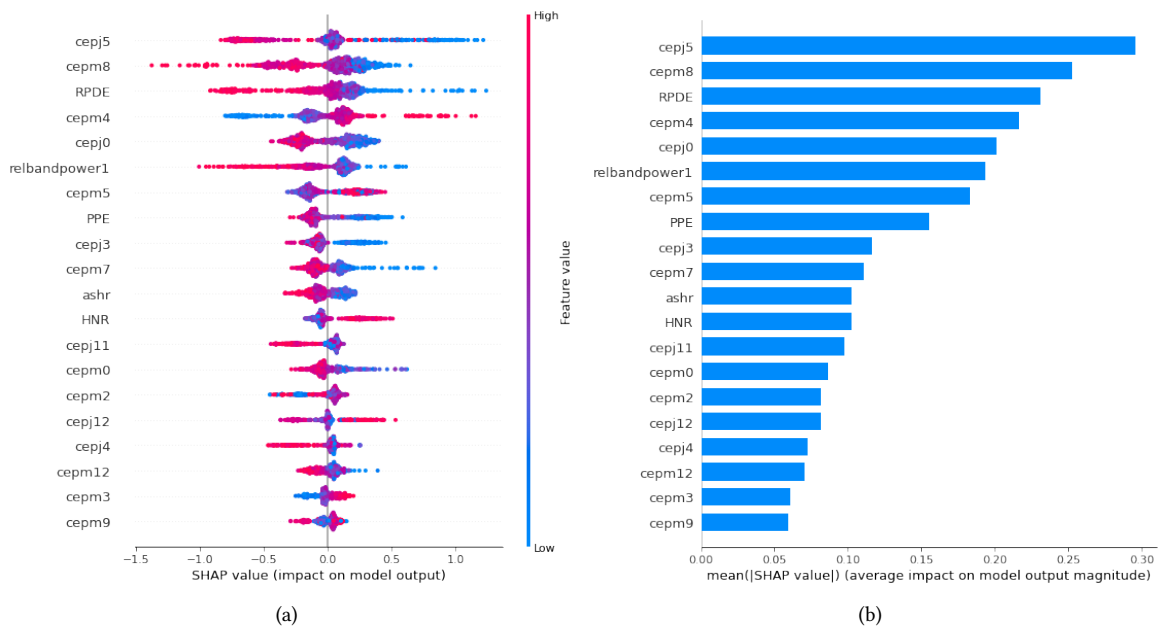 cepj5
cepm8
RPDE
cepm4
cepj0
relbandpower1
cepm5
PPE
cepj3
cepm7
ashr
HNR
cepj11
cepm0
cepm2
cepj12
cepj4
cepm12
cepm3
cepm9
−1.5 −1.0 −0.5 0.0 0.5 1.0
SHAP value (impact on model output)
High
Feature value
Low
(a)
cepj5
cepm8
RPDE
cepm4
cepj0
relbandpower1
cepm5
PPE
cepj3
cepm7
ashr
HNR
cepj11
cepm0
cepm2
cepj12
cepj4
cepm12
cepm3
cepm9
0.00 0.05 0.10 0.15 0.20 0.25 0.30
mean(|SHAP value|) (average impact on model output magnitude)
(b)